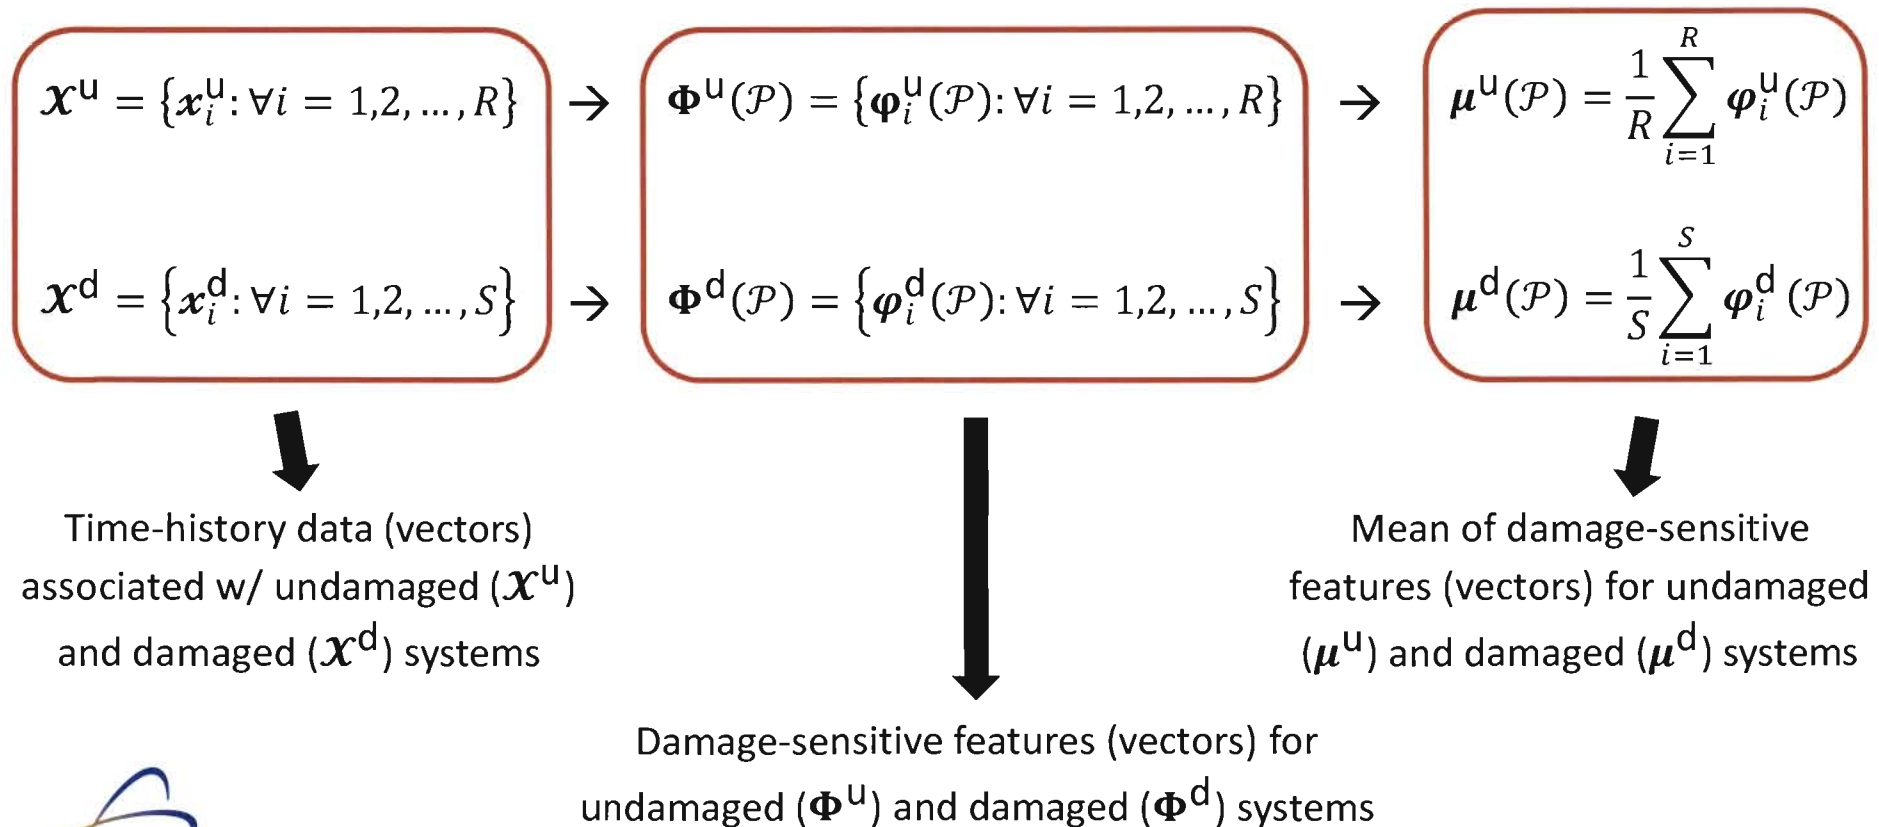 𝓧ᵘ = {𝒙ᵢᵘ: ∀i = 1,2, … , R} → 𝚽ᵘ(𝒫) = {𝛗ᵢᵘ(𝒫): ∀i = 1,2, … , R} → 𝝁ᵘ(𝒫) = 1/R ∑_{i=1}^{R} 𝝋ᵢᵘ(𝒫)
𝓧ᵈ = {𝒙ᵢᵈ: ∀i = 1,2, … , S} → 𝚽ᵈ(𝒫) = {𝝋ᵢᵈ(𝒫): ∀i = 1,2, … , S} → 𝝁ᵈ(𝒫) = 1/S ∑_{i=1}^{S} 𝝋ᵢᵈ (𝒫)
Time-history data (vectors)
associated w/ undamaged (𝓧ᵘ)
and damaged (𝓧ᵈ) systems
Mean of damage-sensitive
features (vectors) for undamaged
(𝝁ᵘ) and damaged (𝝁ᵈ) systems
Damage-sensitive features (vectors) for
undamaged (𝚽ᵘ) and damaged (𝚽ᵈ) systems